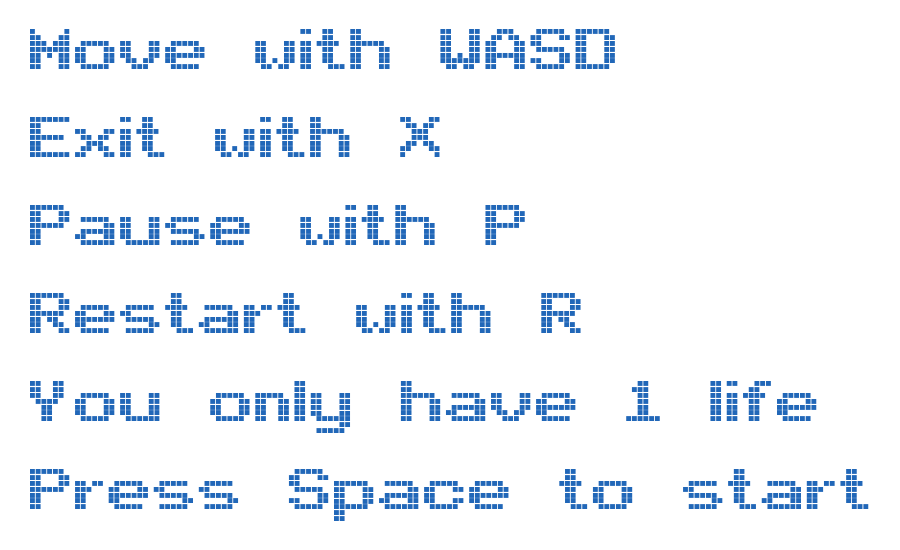 Move with WASD
Exit with X
Pause with P
Restart with R
You only have 1 life
Press Space to start